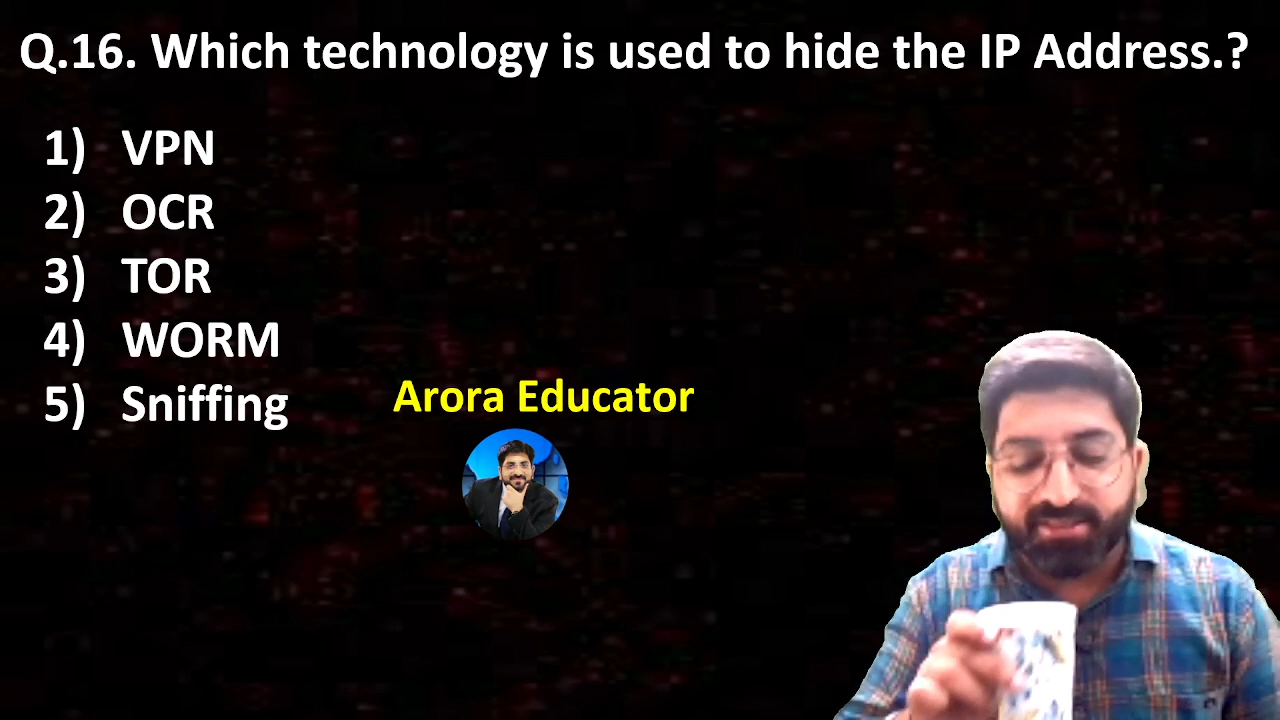 Q.16. Which technology is used to hide the IP Address.?
1) VPN
2) OCR
3) TOR
4) WORM
5) Sniffing
Arora Educator